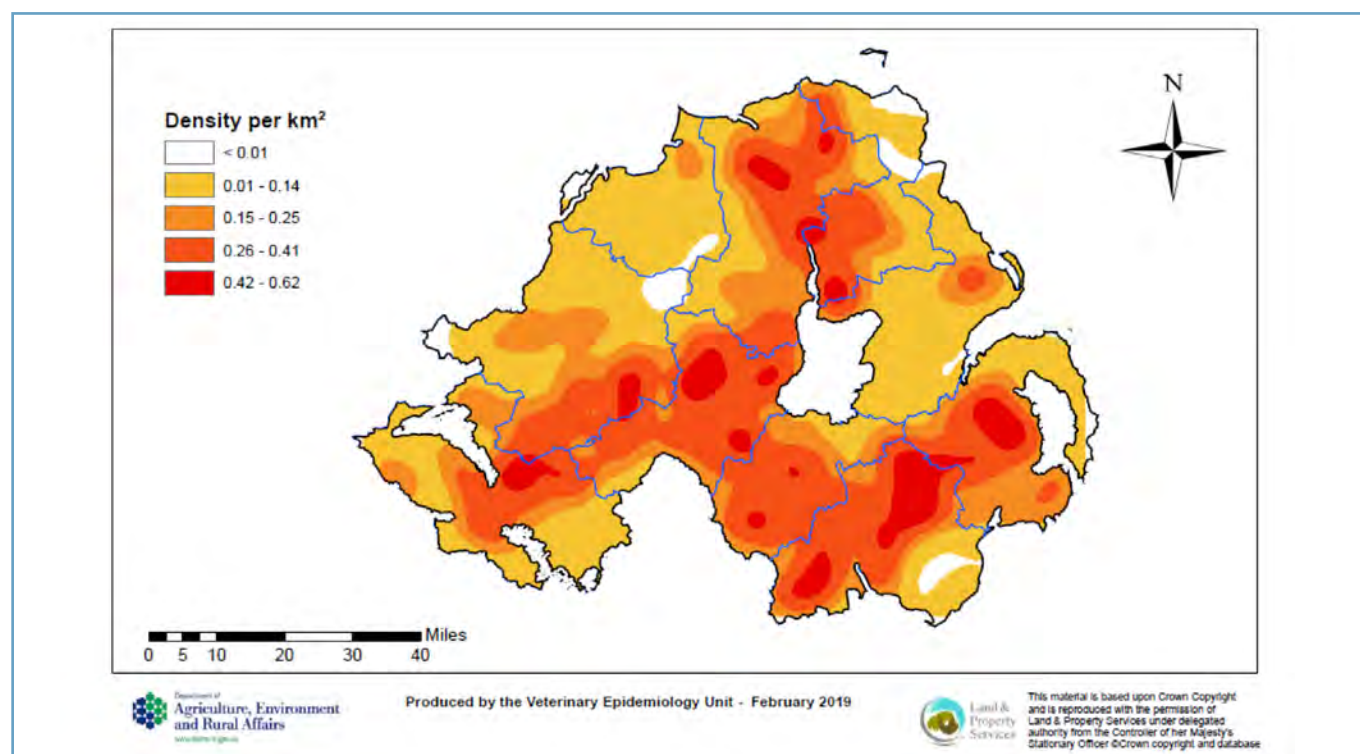 N
Density per km²
< 0.01
0.01 - 0.14
0.15 - 0.25
0.26 - 0.41
0.42 - 0.62
Miles
0 5 10 20 30 40
Department of
Agriculture, Environment
and Rural Affairs
Produced by the Veterinary Epidemiology Unit - February 2019
Land &
Property
Services
This material is based upon Crown Copyright
and is reproduced with the permission of
Land & Property Services under delegated
authority from the Controller of her Majesty's
Stationary Officer ©Crown copyright and database